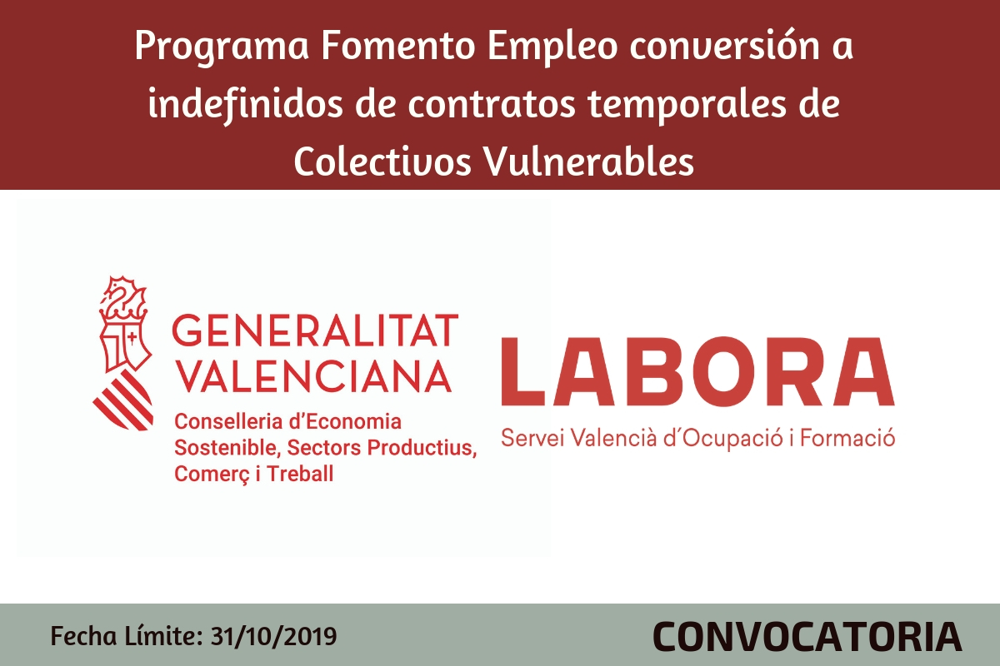 Programa Fomento Empleo conversión a
indefinidos de contratos temporales de
Colectivos Vulnerables
GENERALITAT
VALENCIANA
Conselleria d'Economia
Sostenible, Sectors Productius,
Comerç i Treball
LABORA
Servei Valencià d´Ocupació i Formació
Fecha Límite: 31/10/2019
CONVOCATORIA